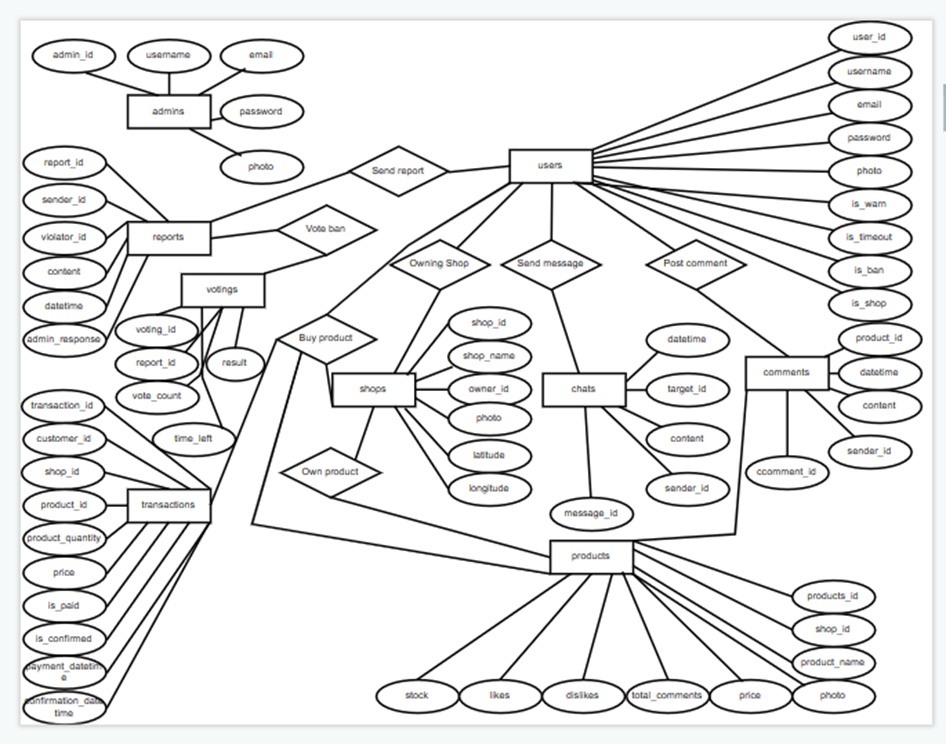 user_id
admin_id
username
email
username
admins
password
email
password
report_id
users
photo
Send report
photo
sender_id
is_warn
violator_id
reports
Vote ban
is_timeout
content
Owning Shop
Send message
Post comment
is_ban
votings
datetime
is_shop
voting_id
shop_id
admin_response
Buy product
datetime
product_id
report_id
result
shop_name
comments
datetime
shops
owner_id
chats
target_id
vote_count
transaction_id
photo
content
customer_id
time_left
content
sender_id
latitude
shop_id
Own product
ccomment_id
longitude
sender_id
product_id
transactions
message_id
product_quantity
products
price
products_id
is_paid
shop_id
is_confirmed
product_name
payment_datetim
e
stock
likes
dislikes
total_comments
price
photo
confirmation_date
time